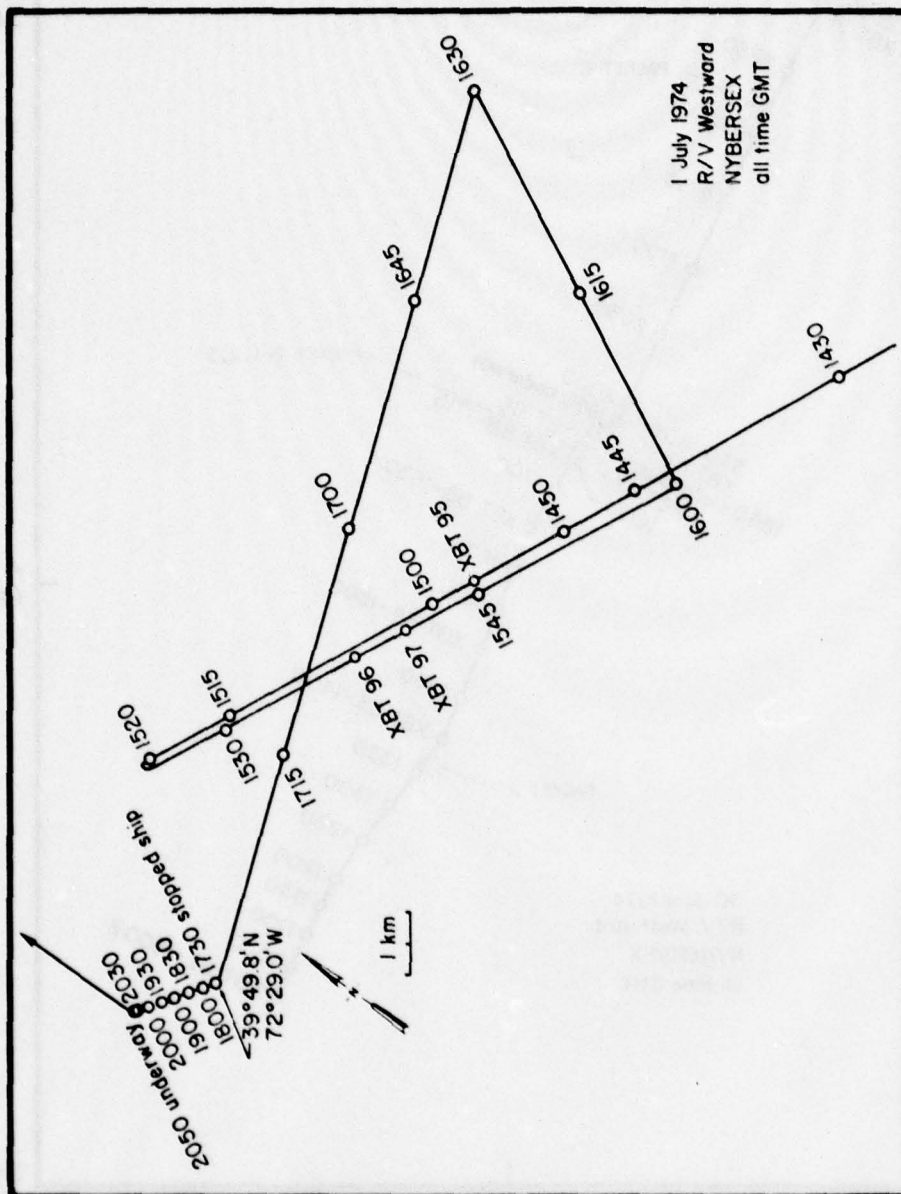 1630
1645
1615
1700
1430
1445
1450
1600
XBT 95
1500
1545
XBT 97
XBT 96
1515
1520
1530
1715
1730 stopped ship
1800
1830
1900
1930
2000
2030
2050 underway
39°49.8'N
72°29.0'W
1 km
1 July 1974
R/V Westward
NYBERSEX
all time GMT